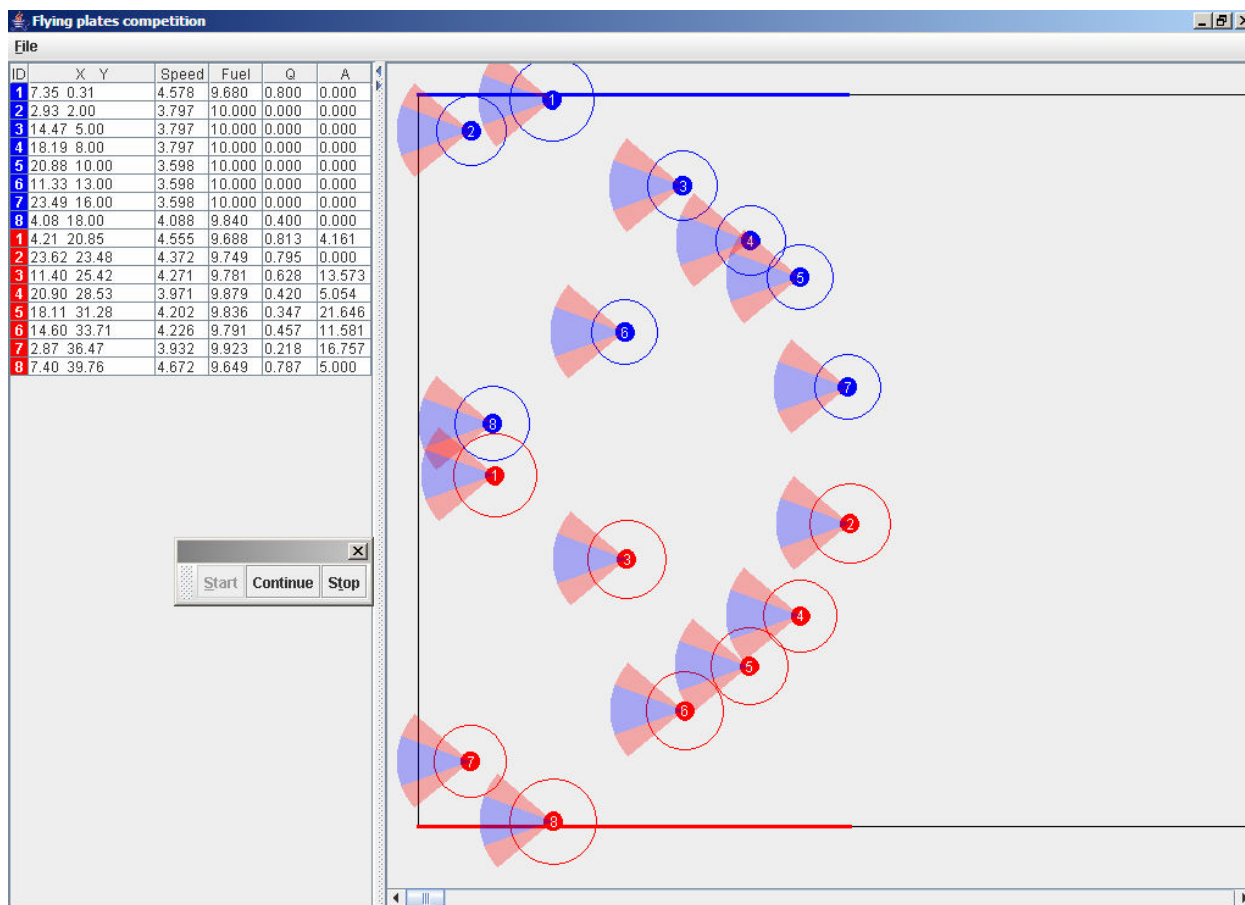 Flying plates competition
File
ID X Y Speed Fuel Q A
1 7.35 0.31 4.578 9.680 0.800 0.000
2 2.93 2.00 3.797 10.000 0.000 0.000
3 14.47 5.00 3.797 10.000 0.000 0.000
4 18.19 8.00 3.797 10.000 0.000 0.000
5 20.88 10.00 3.598 10.000 0.000 0.000
6 11.33 13.00 3.598 10.000 0.000 0.000
7 23.49 16.00 3.598 10.000 0.000 0.000
8 4.08 18.00 4.088 9.840 0.400 0.000
1 4.21 20.85 4.555 9.688 0.813 4.161
2 23.62 23.48 4.372 9.749 0.795 0.000
3 11.40 25.42 4.271 9.781 0.628 13.573
4 20.90 28.53 3.971 9.879 0.420 5.054
5 18.11 31.28 4.202 9.836 0.347 21.646
6 14.60 33.71 4.226 9.791 0.457 11.581
7 2.87 36.47 3.932 9.923 0.218 16.757
8 7.40 39.76 4.672 9.649 0.787 5.000
Start Continue Stop
1
2
3
4
5
6
7
8
1
2
3
4
5
6
7
8